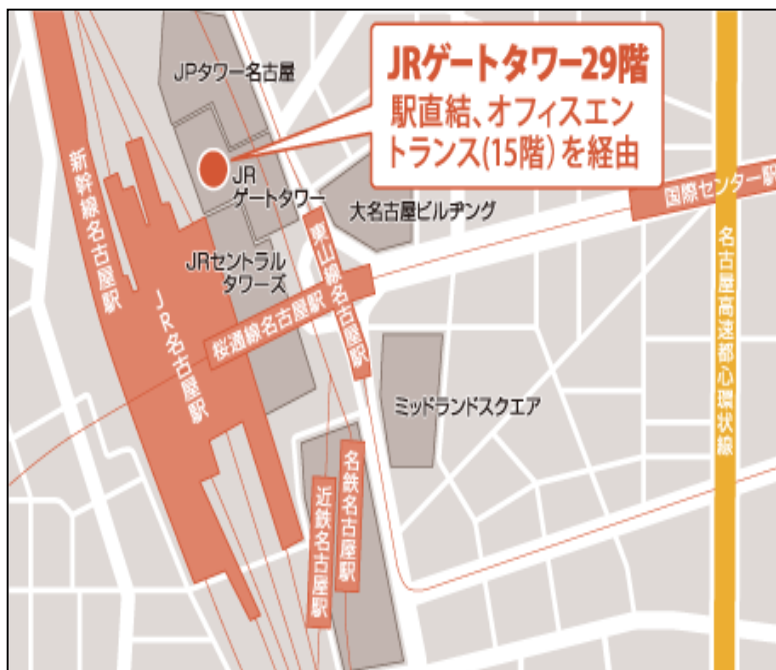 JPタワー名古屋
JRゲートタワー29階
駅直結、オフィスエン
トランス(15階)を経由
新幹線名古屋駅
JR
ゲートタワー
大名古屋ビルヂング
国際センター駅
JRセントラル
タワーズ
東山線名古屋駅
桜通線名古屋駅
JR名古屋駅
名古屋高速都心環状線
ミッドランドスクエア
名鉄名古屋駅
近鉄名古屋駅